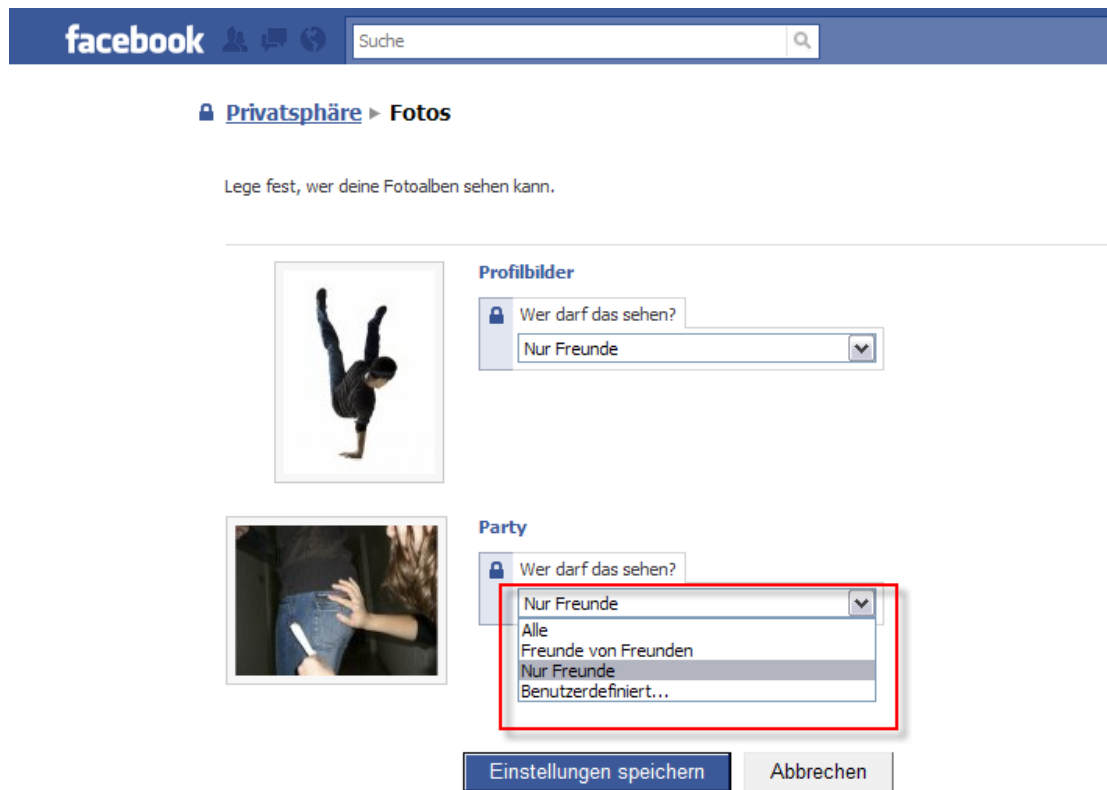 facebook Suche
Privatsphäre ▸ Fotos
Lege fest, wer deine Fotoalben sehen kann.
Profilbilder
Wer darf das sehen?
Nur Freunde
Party
Wer darf das sehen?
Nur Freunde
Alle
Freunde von Freunden
Nur Freunde
Benutzerdefiniert...
Einstellungen speichern Abbrechen